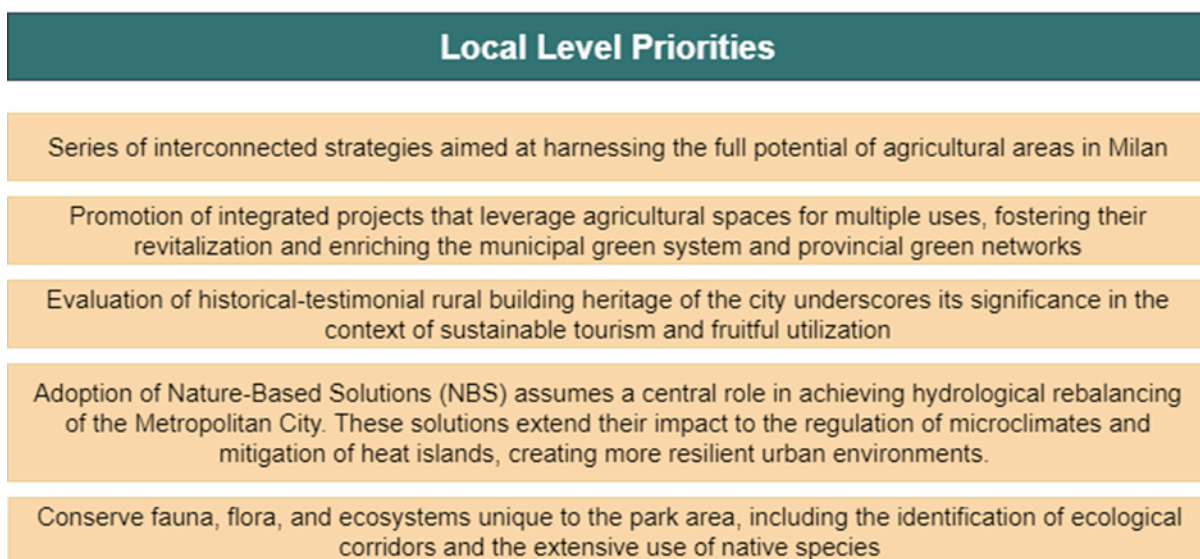 Local Level Priorities
Series of interconnected strategies aimed at harnessing the full potential of agricultural areas in Milan
Promotion of integrated projects that leverage agricultural spaces for multiple uses, fostering their
revitalization and enriching the municipal green system and provincial green networks
Evaluation of historical-testimonial rural building heritage of the city underscores its significance in the
context of sustainable tourism and fruitful utilization
Adoption of Nature-Based Solutions (NBS) assumes a central role in achieving hydrological rebalancing
of the Metropolitan City. These solutions extend their impact to the regulation of microclimates and
mitigation of heat islands, creating more resilient urban environments.
Conserve fauna, flora, and ecosystems unique to the park area, including the identification of ecological
corridors and the extensive use of native species